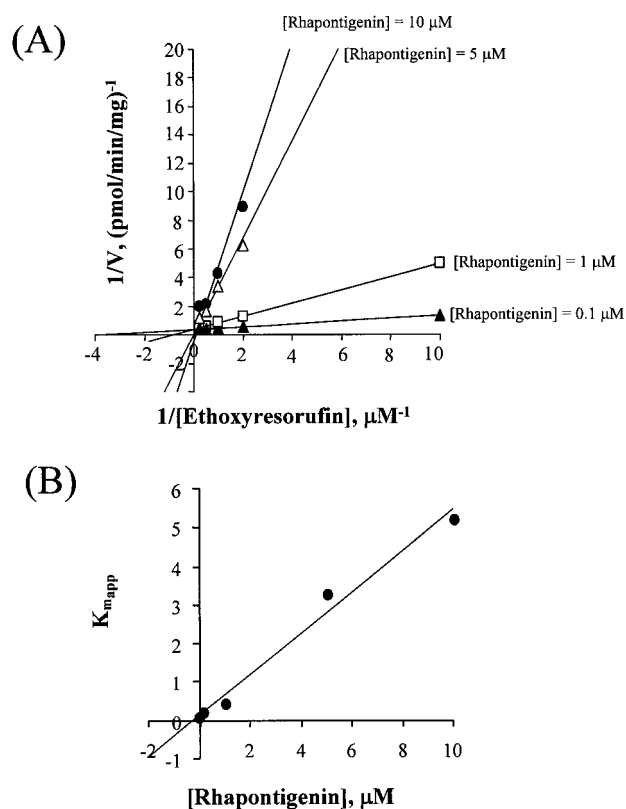 (A)
[Rhapontigenin] = 10 μM
[Rhapontigenin] = 5 μM
20
18
16
14
12
10
8
6
4
2
-2
1/V, (pmol/min/mg)⁻¹
[Rhapontigenin] = 1 μM
[Rhapontigenin] = 0.1 μM
-4 -2 0 2 4 6 8 10
1/[Ethoxyresorufin], μM⁻¹
(B)
6
5
4
3
2
1
0
-1
K_mapp
-2 0 2 4 6 8 10
[Rhapontigenin], μM